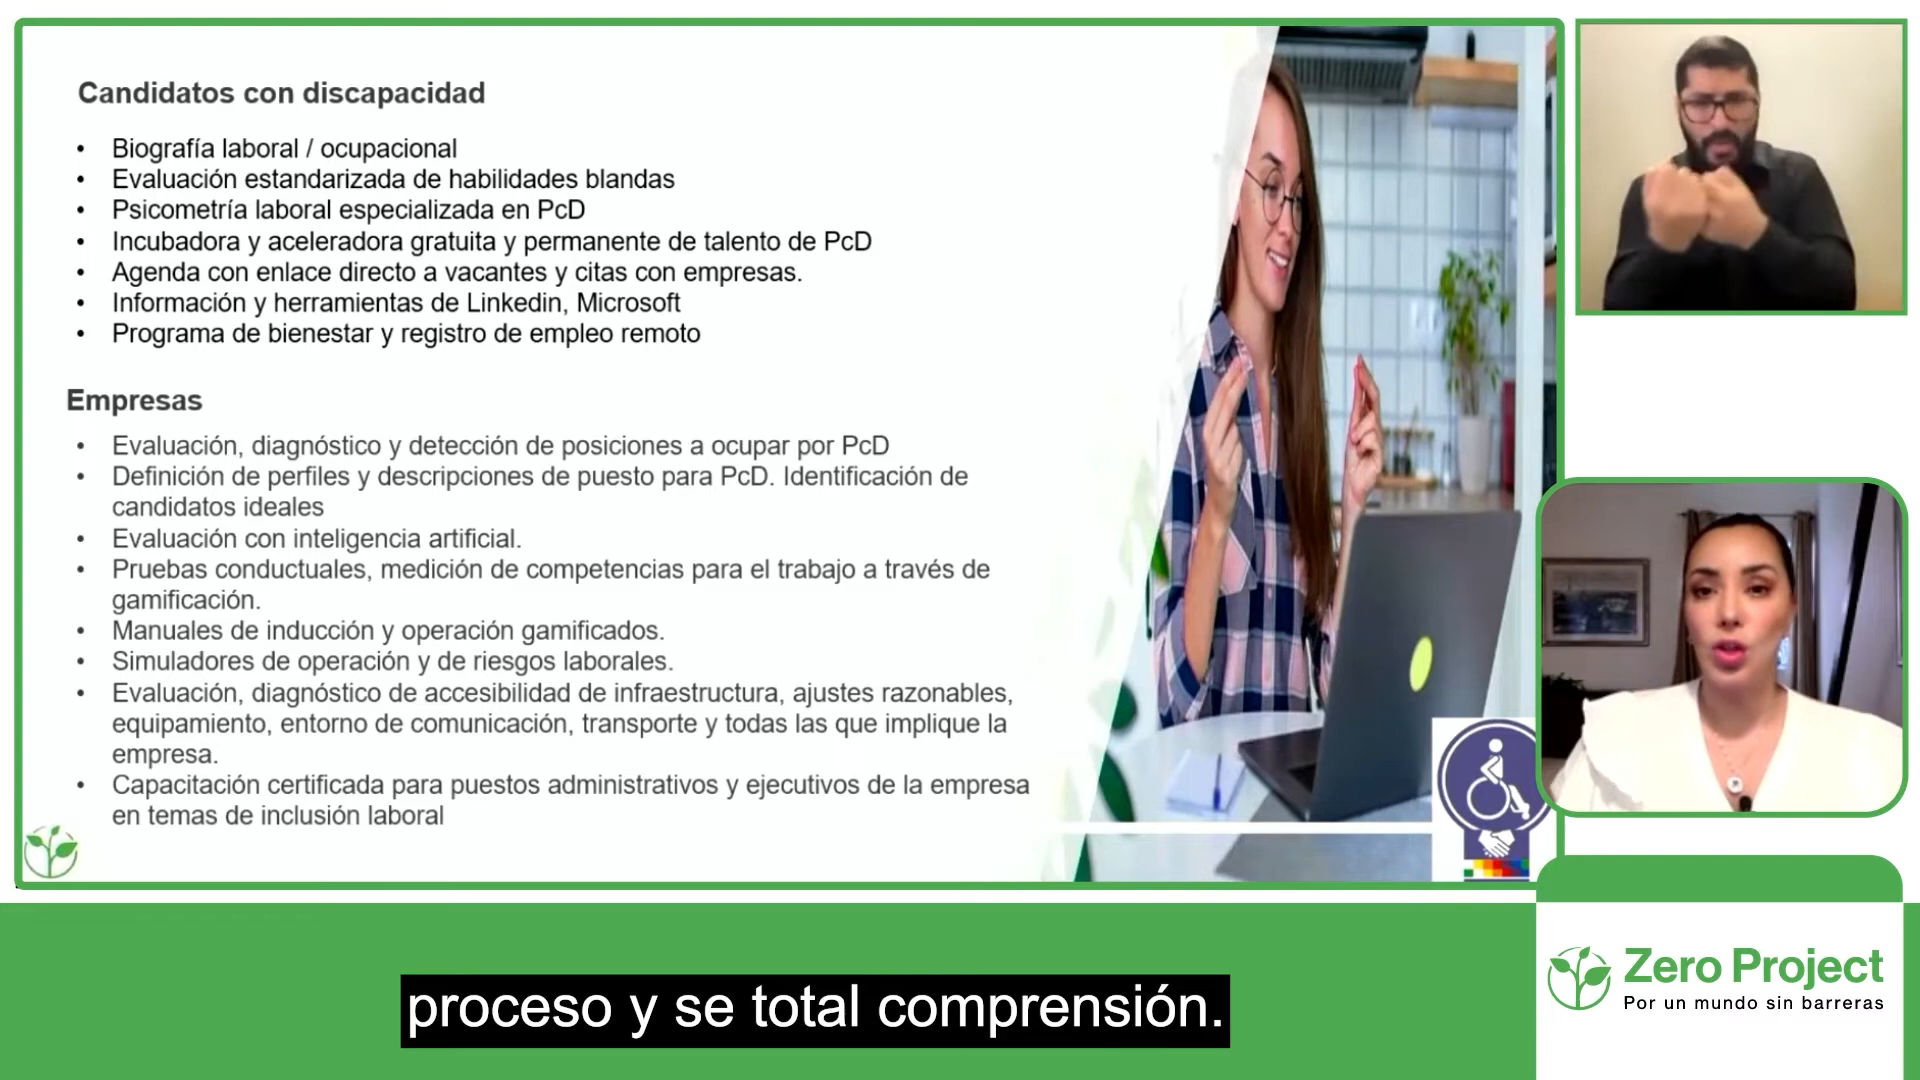 Candidatos con discapacidad
• Biografía laboral / ocupacional
• Evaluación estandarizada de habilidades blandas
• Psicometría laboral especializada en PcD
• Incubadora y aceleradora gratuita y permanente de talento de PcD
• Agenda con enlace directo a vacantes y citas con empresas.
• Información y herramientas de Linkedin, Microsoft
• Programa de bienestar y registro de empleo remoto
Empresas
• Evaluación, diagnóstico y detección de posiciones a ocupar por PcD
• Definición de perfiles y descripciones de puesto para PcD. Identificación de
candidatos ideales
• Evaluación con inteligencia artificial.
• Pruebas conductuales, medición de competencias para el trabajo a través de
gamificación.
• Manuales de inducción y operación gamificados.
• Simuladores de operación y de riesgos laborales.
• Evaluación, diagnóstico de accesibilidad de infraestructura, ajustes razonables,
equipamiento, entorno de comunicación, transporte y todas las que implique la
empresa.
• Capacitación certificada para puestos administrativos y ejecutivos de la empresa
en temas de inclusión laboral
proceso y se total comprensión.
Zero Project
Por un mundo sin barreras